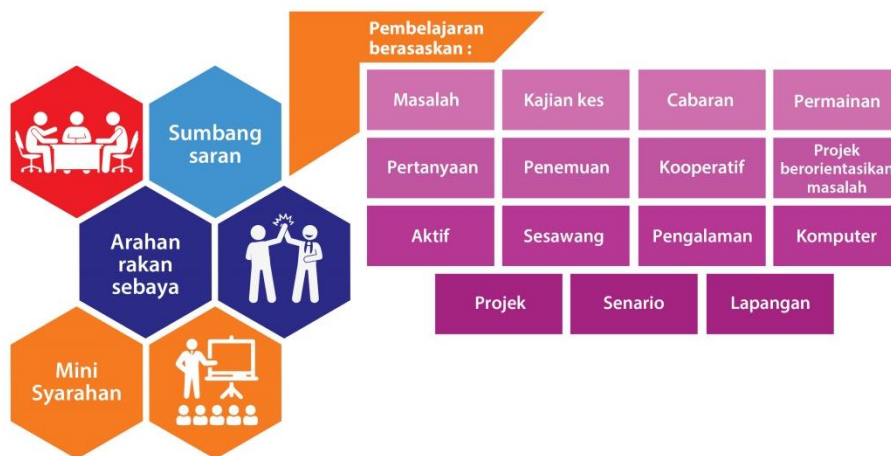 Pembelajaran
berasaskan :
Masalah
Kajian kes
Cabaran
Permainan
Sumbang
saran
Pertanyaan
Penemuan
Kooperatif
Projek
berorientasikan
masalah
Arahan
rakan
sebaya
Aktif
Sesawang
Pengalaman
Komputer
Projek
Senario
Lapangan
Mini
Syarahan